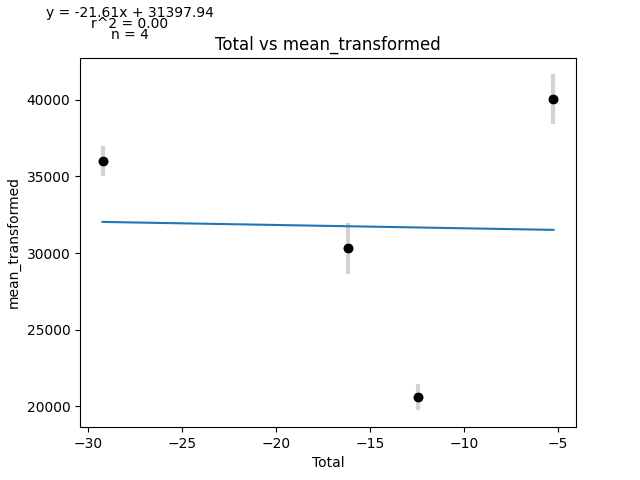 y = -21.61x + 31397.94
r^2 = 0.00
n = 4
Total vs mean_transformed
mean_transformed
40000
35000
30000
25000
20000
−30
−25
−20
−15
−10
−5
Total